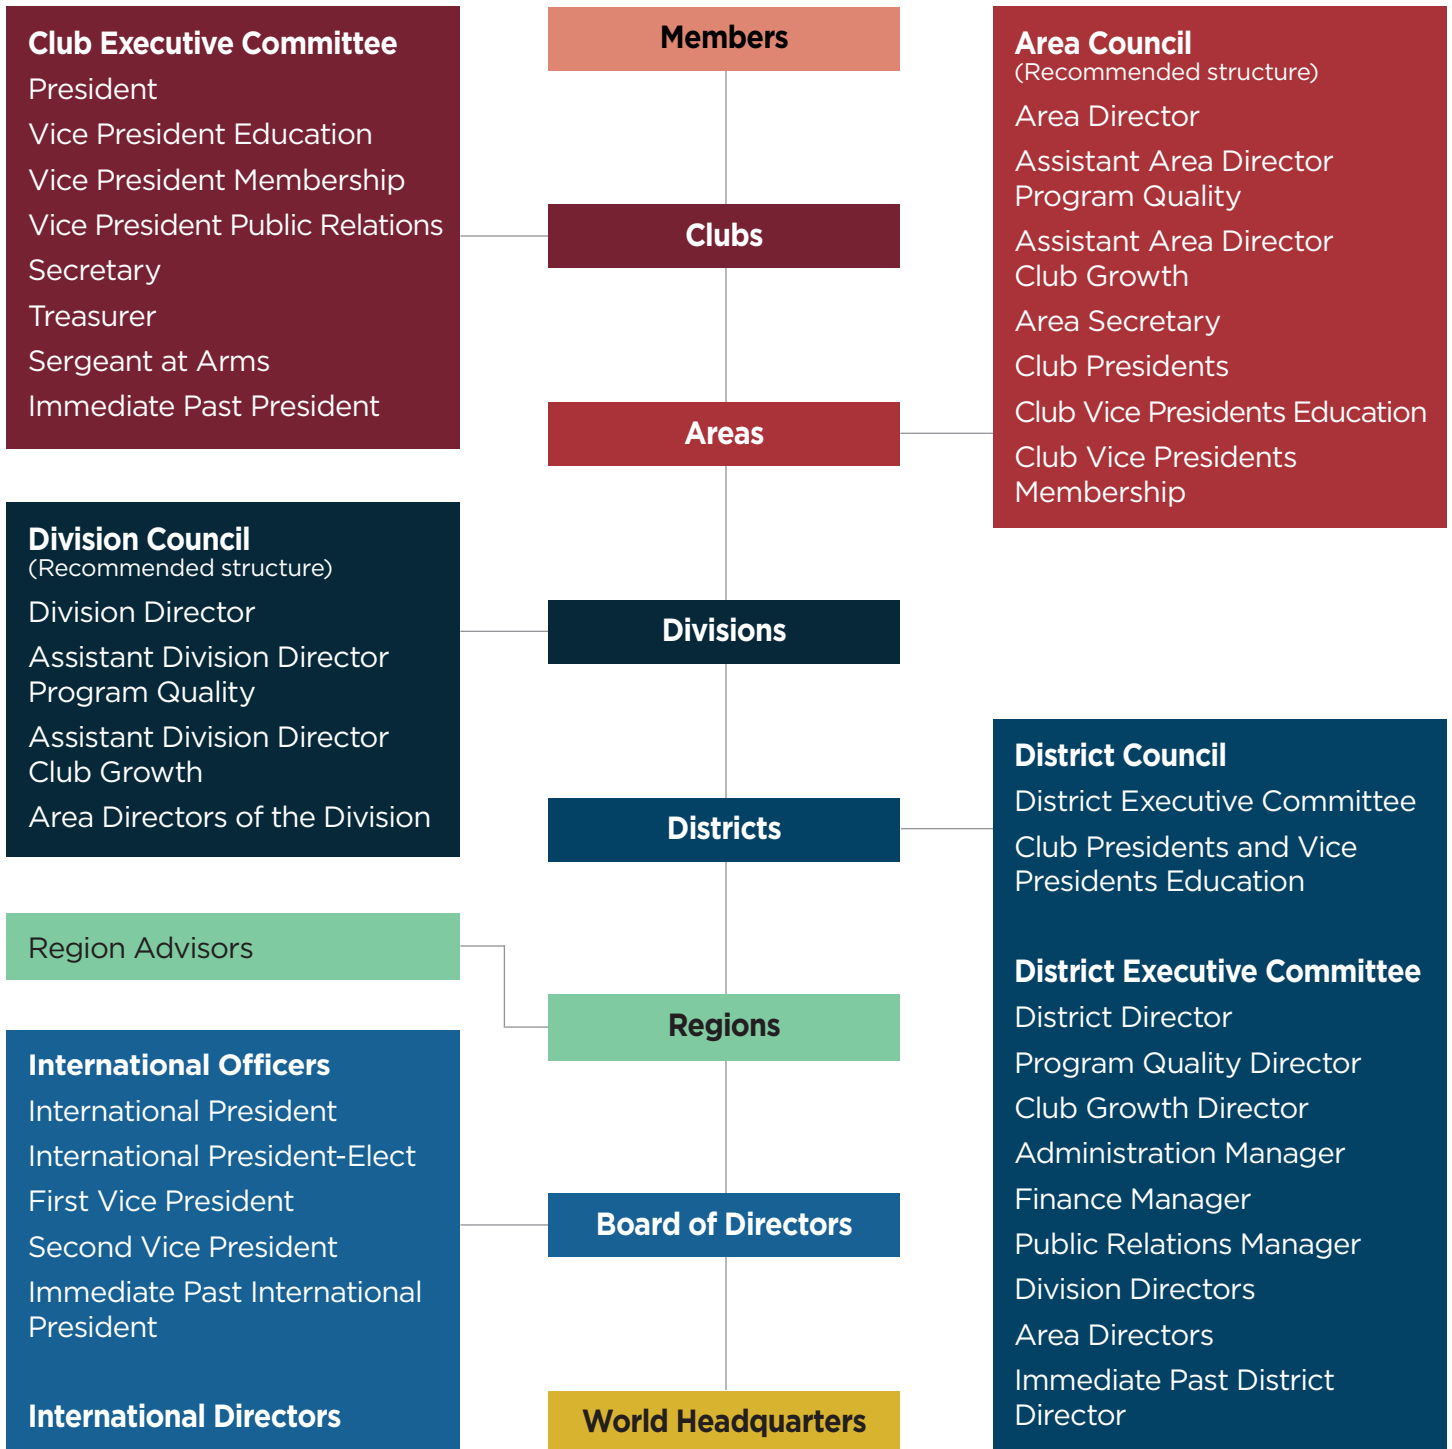 Club Executive Committee
President
Vice President Education
Vice President Membership
Vice President Public Relations
Secretary
Treasurer
Sergeant at Arms
Immediate Past President
Members
Clubs
Areas
Area Council
(Recommended structure)
Area Director
Assistant Area Director
Program Quality
Assistant Area Director
Club Growth
Area Secretary
Club Presidents
Club Vice Presidents Education
Club Vice Presidents
Membership
Division Council
(Recommended structure)
Division Director
Assistant Division Director
Program Quality
Assistant Division Director
Club Growth
Area Directors of the Division
Divisions
Districts
District Council
District Executive Committee
Club Presidents and Vice
Presidents Education
District Executive Committee
District Director
Program Quality Director
Club Growth Director
Administration Manager
Finance Manager
Public Relations Manager
Division Directors
Area Directors
Immediate Past District
Director
Region Advisors
Regions
International Officers
International President
International President-Elect
First Vice President
Second Vice President
Immediate Past International
President
International Directors
Board of Directors
World Headquarters